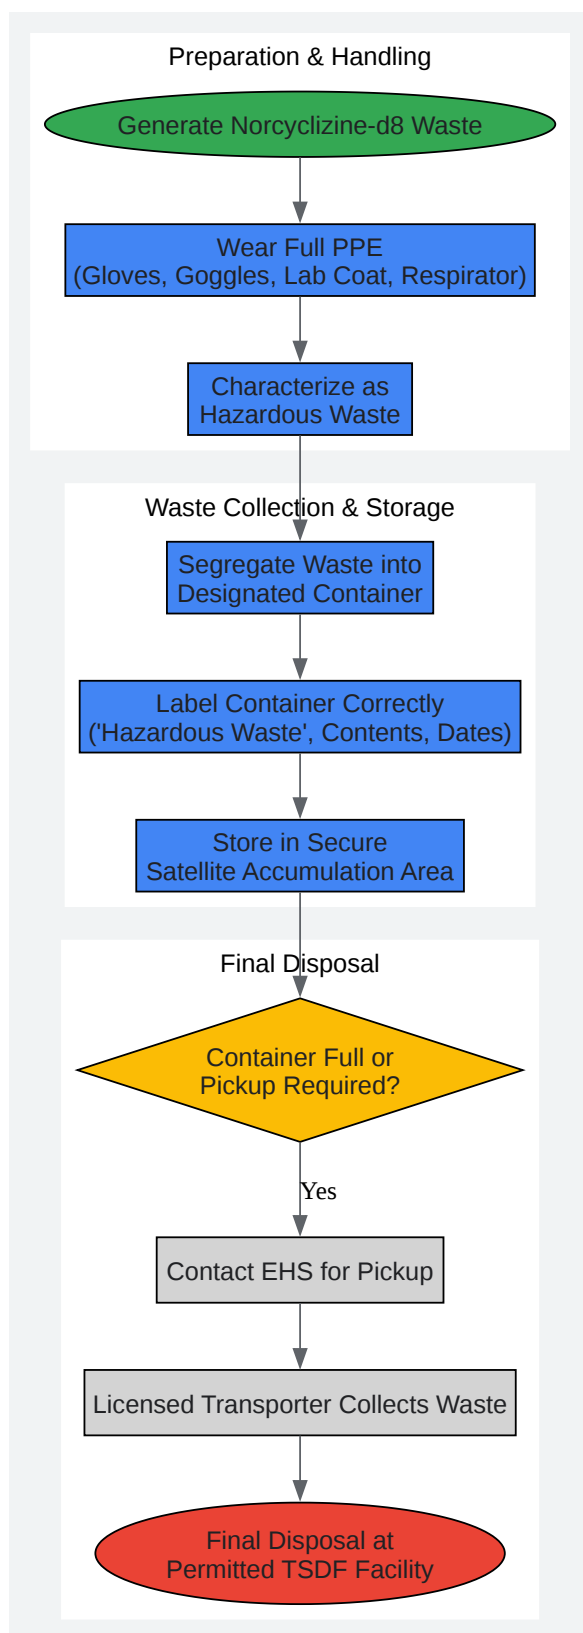 Preparation & Handling
Generate Norcyclizine-d8 Waste
Wear Full PPE
(Gloves, Goggles, Lab Coat, Respirator)
Characterize as
Hazardous Waste
Waste Collection & Storage
Segregate Waste into
Designated Container
Label Container Correctly
('Hazardous Waste', Contents, Dates)
Store in Secure
Satellite Accumulation Area
Final Disposal
Container Full or
Pickup Required?
Yes
Contact EHS for Pickup
Licensed Transporter Collects Waste
Final Disposal at
Permitted TSDF Facility